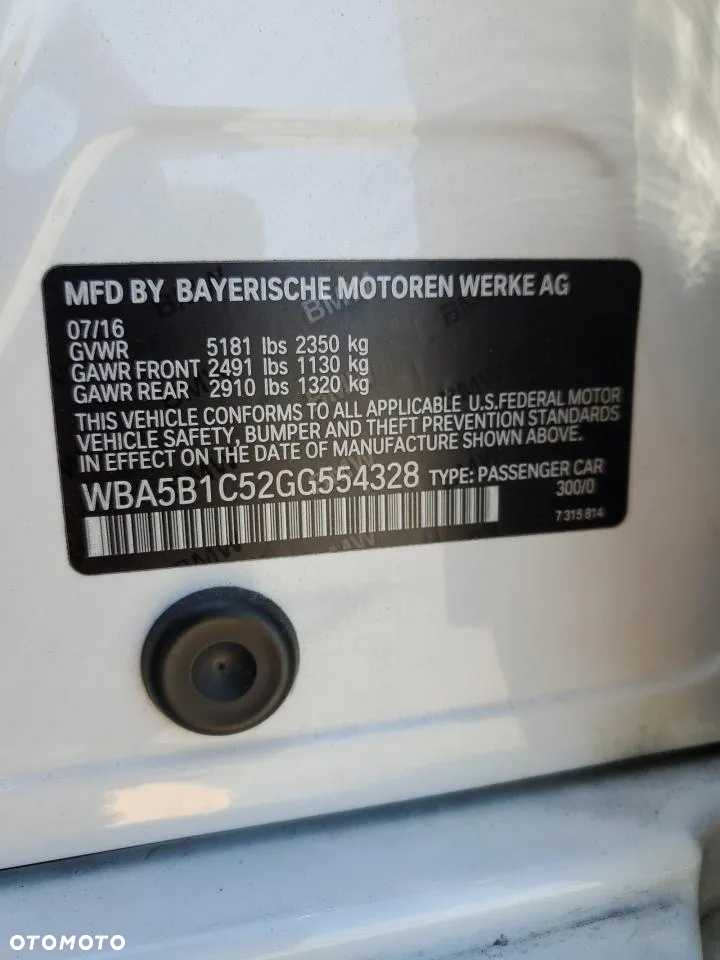 MFD BY BAYERISCHE MOTOREN WERKE AG
07/16
GVWR 5181 lbs 2350 kg
GAWR FRONT 2491 lbs 1130 kg
GAWR REAR 2910 lbs 1320 kg
THIS VEHICLE CONFORMS TO ALL APPLICABLE U.S.FEDERAL MOTOR
VEHICLE SAFETY, BUMPER AND THEFT PREVENTION STANDARDS
IN EFFECT ON THE DATE OF MANUFACTURE SHOWN ABOVE.
WBA5B1C52GG554328 TYPE: PASSENGER CAR
300/0
7 315 814
BMW
OTOMOTO